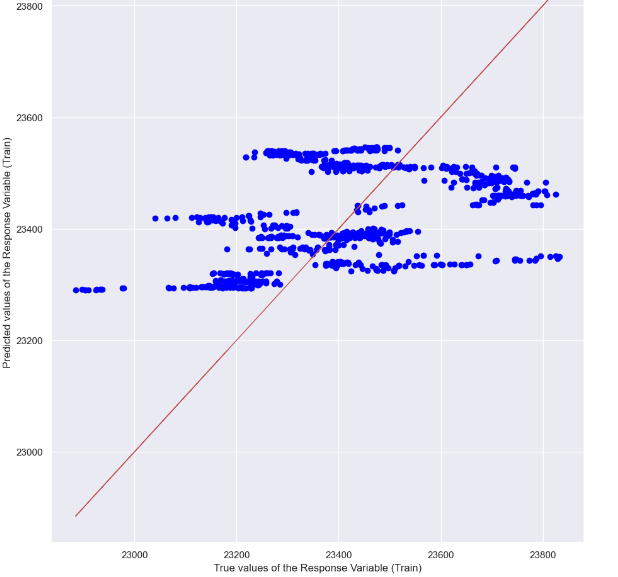 23800
23600
23400
23200
23000
Predicted values of the Response Variable (Train)
23000 23200 23400 23600 23800
True values of the Response Variable (Train)